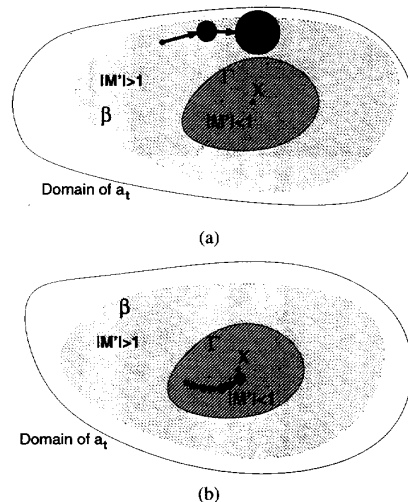 |M'|>1
Γ
X
|M'|<1
β
Domain of a_t
(a)
β
|M'|>1
Γ
X
|M'|<1
Domain of a_t
(b)